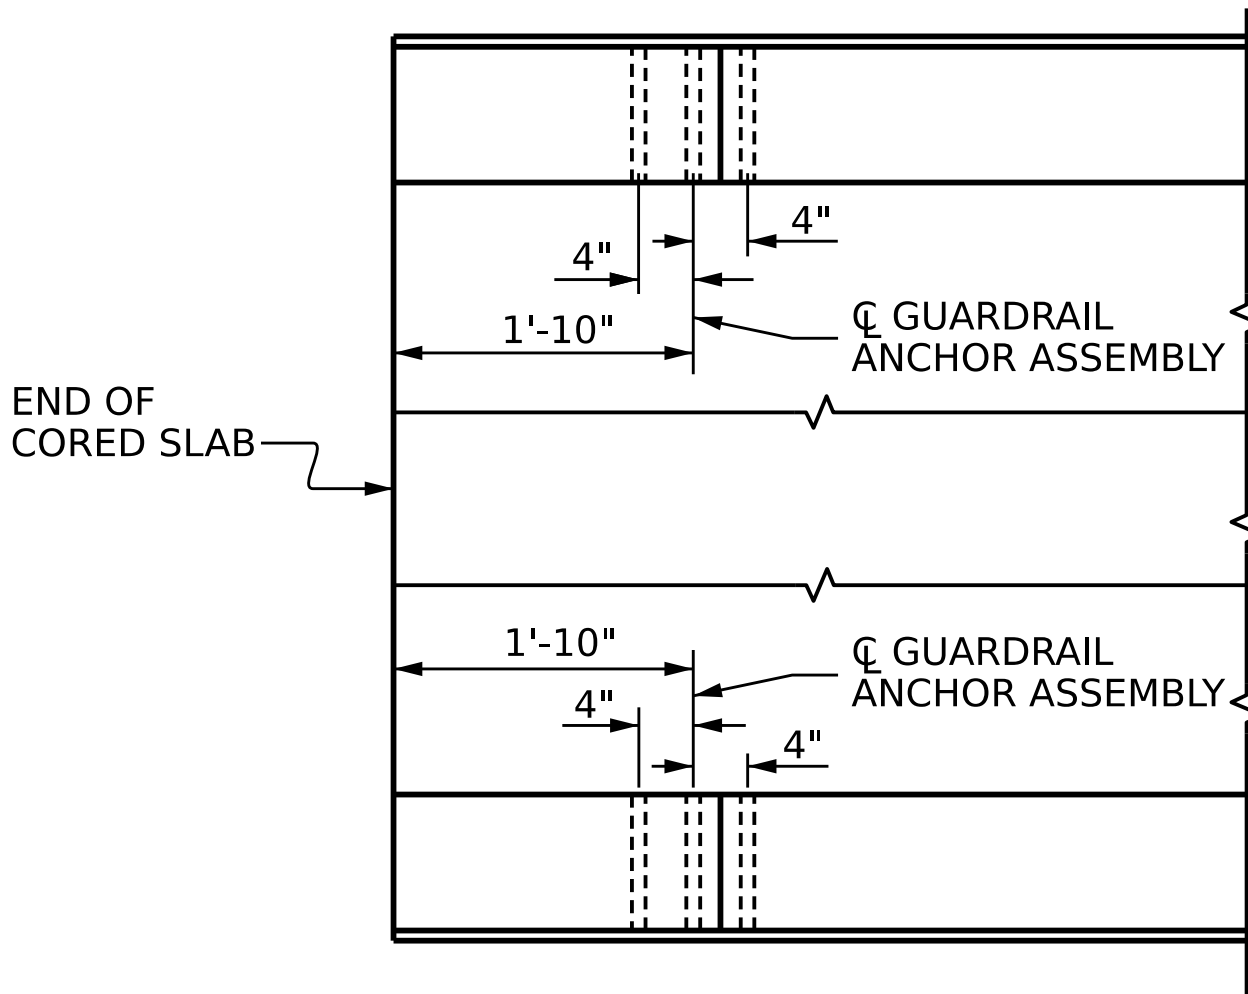 4"
4"
1'-10"
℄ GUARDRAIL
ANCHOR ASSEMBLY
END OF
CORED SLAB
1'-10"
℄ GUARDRAIL
ANCHOR ASSEMBLY
4"
4"